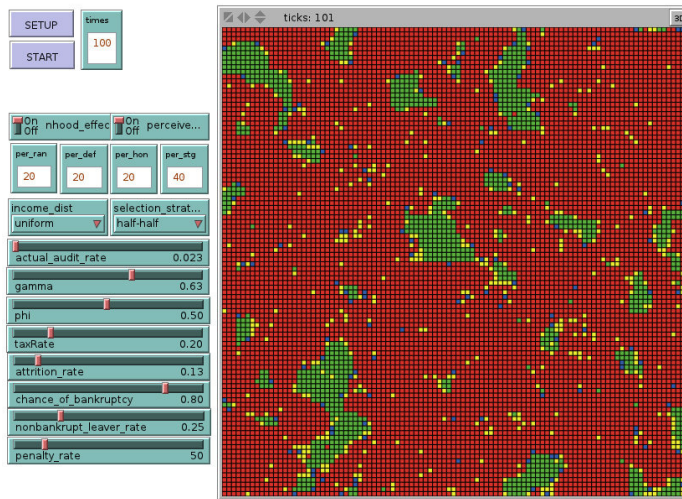 SETUP
START
times
100
ticks: 101
On
Off
nhood_effec
On
Off
perceive...
per_ran
20
per_def
20
per_hon
20
per_stg
40
income_dist
uniform
selection_strat...
half-half
actual_audit_rate 0.023
gamma 0.63
phi 0.50
taxRate 0.20
attrition_rate 0.13
chance_of_bankruptcy 0.80
nonbankrupt_leaver_rate 0.25
penalty_rate 50